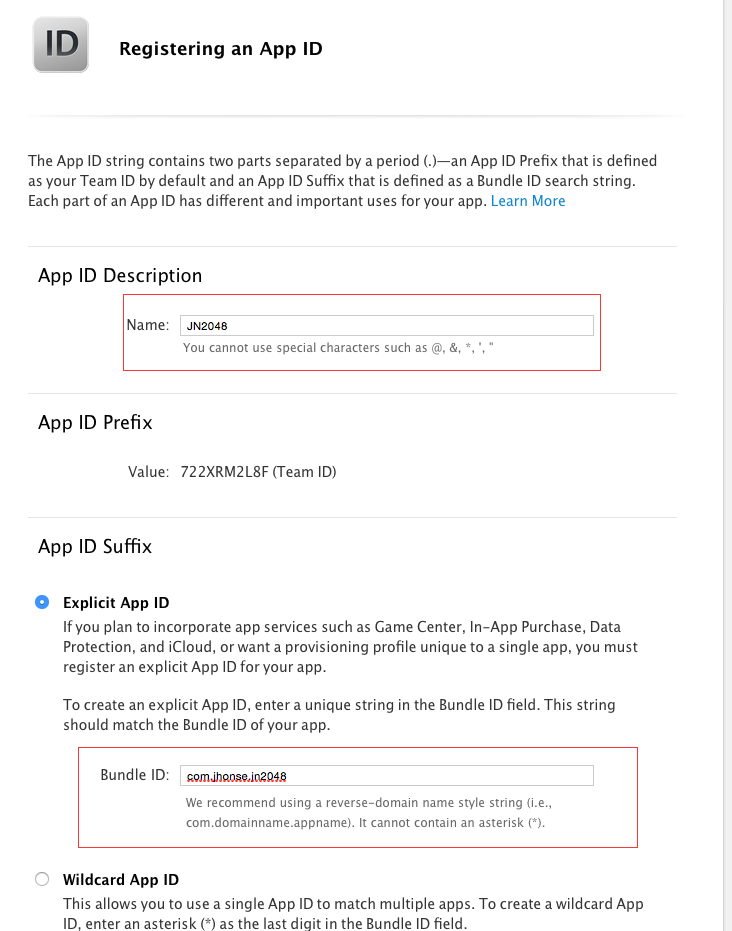 ID
Registering an App ID
The App ID string contains two parts separated by a period (.)—an App ID Prefix that is defined
as your Team ID by default and an App ID Suffix that is defined as a Bundle ID search string.
Each part of an App ID has different and important uses for your app. Learn More
App ID Description
Name: JN2048
You cannot use special characters such as @, &, *, ', "
App ID Prefix
Value: 722XRM2L8F (Team ID)
App ID Suffix
Explicit App ID
If you plan to incorporate app services such as Game Center, In-App Purchase, Data
Protection, and iCloud, or want a provisioning profile unique to a single app, you must
register an explicit App ID for your app.
To create an explicit App ID, enter a unique string in the Bundle ID field. This string
should match the Bundle ID of your app.
Bundle ID: com.jhonse.jn2048
We recommend using a reverse-domain name style string (i.e.,
com.domainname.appname). It cannot contain an asterisk (*).
Wildcard App ID
This allows you to use a single App ID to match multiple apps. To create a wildcard App
ID, enter an asterisk (*) as the last digit in the Bundle ID field.